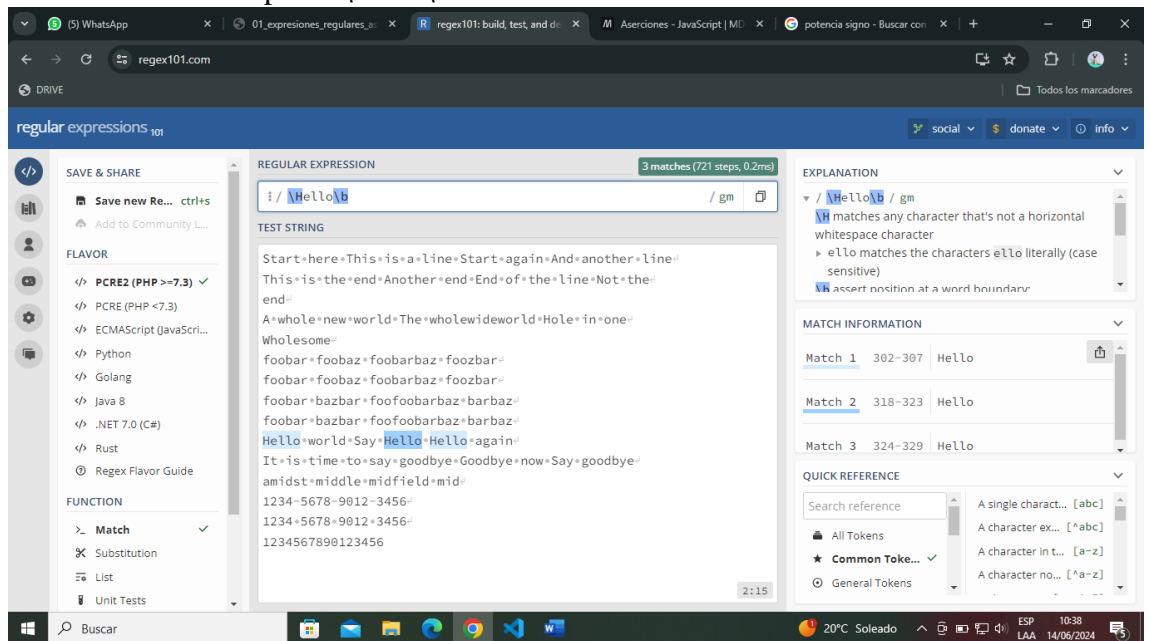 (5) WhatsApp
01_expresiones_regulares_as
regex101: build, test, and de
Aserciones - JavaScript | MD
potencia signo - Buscar con
regex101.com
DRIVE
Todos los marcadores
regular expressions 101
social
donate
info
SAVE & SHARE
Save new Re... ctrl+s
Add to Community L...
FLAVOR
PCRE2 (PHP >=7.3)
PCRE (PHP <7.3)
ECMAScript (JavaScri...
Python
Golang
Java 8
.NET 7.0 (C#)
Rust
Regex Flavor Guide
FUNCTION
Match
Substitution
List
Unit Tests
REGULAR EXPRESSION
3 matches (721 steps, 0.2ms)
/ \Hello\b / gm
TEST STRING
Start here This is a line Start again And another line
This is the end Another end End of the line Not the
end
A whole new world The wholewideworld Hole in one
Wholesome
foobar foobaz foobarbaz foozbar
foobar foobaz foobarbaz foozbar
foobar bazbar foofoobarbaz barbaz
foobar bazbar foofoobarbaz barbaz
Hello world Say Hello Hello again
It is time to say goodbye Goodbye now Say goodbye
amidst middle midfield mid
1234-5678-9012-3456
1234 5678 9012 3456
1234567890123456
2:15
EXPLANATION
/ \Hello\b / gm
\H matches any character that's not a horizontal
whitespace character
ello matches the characters ello literally (case
sensitive)
\b assert position at a word boundary:
MATCH INFORMATION
Match 1 302-307 Hello
Match 2 318-323 Hello
Match 3 324-329 Hello
QUICK REFERENCE
Search reference
All Tokens
Common Toke...
General Tokens
A single charact... [abc]
A character ex... [^abc]
A character in t... [a-z]
A character no... [^a-z]
Buscar
20°C Soleado
ESP
LAA
10:38
14/06/2024